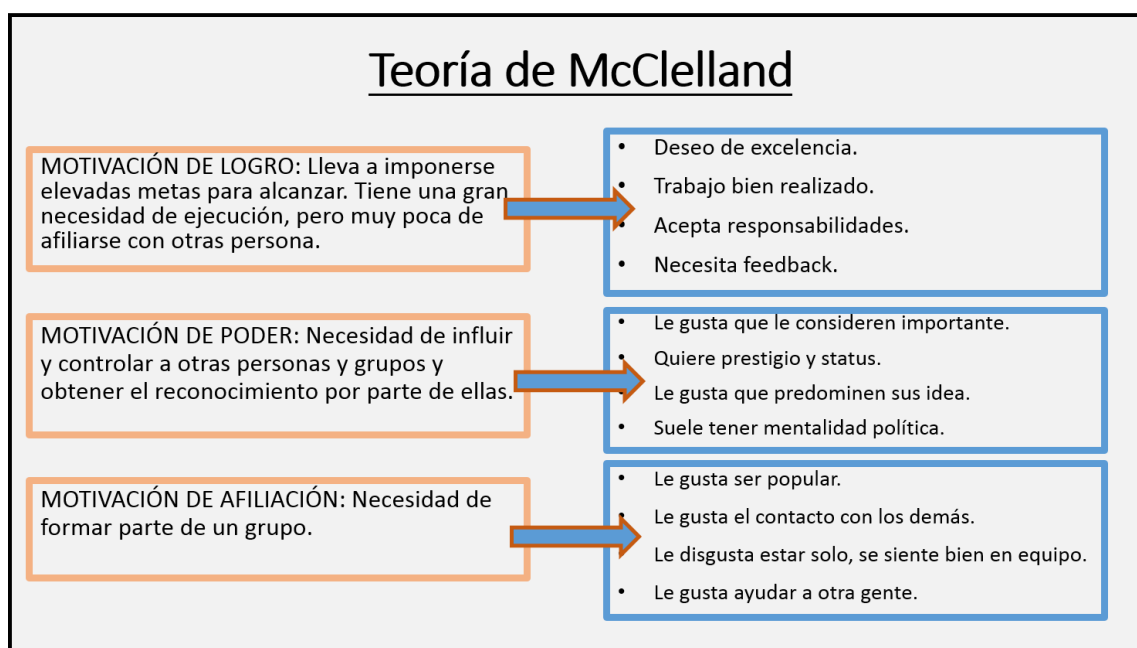 Teoría de McClelland
MOTIVACIÓN DE LOGRO: Lleva a imponerse
elevadas metas para alcanzar. Tiene una gran
necesidad de ejecución, pero muy poca de
afiliarse con otras persona.
• Deseo de excelencia.
• Trabajo bien realizado.
• Acepta responsabilidades.
• Necesita feedback.
MOTIVACIÓN DE PODER: Necesidad de influir
y controlar a otras personas y grupos y
obtener el reconocimiento por parte de ellas.
• Le gusta que le consideren importante.
• Quiere prestigio y status.
• Le gusta que predominen sus idea.
• Suele tener mentalidad política.
MOTIVACIÓN DE AFILIACIÓN: Necesidad de
formar parte de un grupo.
• Le gusta ser popular.
• Le gusta el contacto con los demás.
• Le disgusta estar solo, se siente bien en equipo.
• Le gusta ayudar a otra gente.